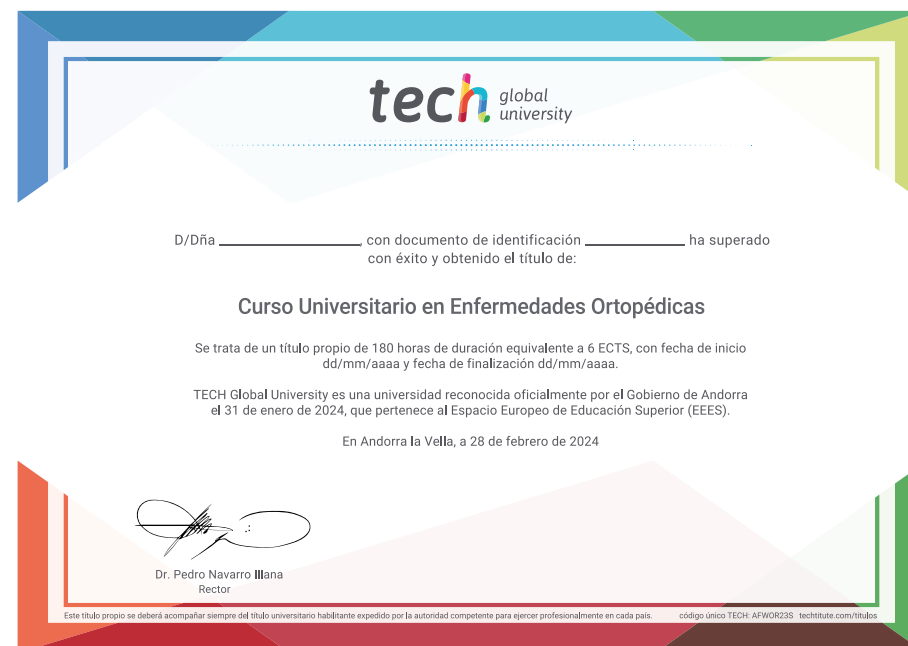 tech global university
D/Dña ____________________, con documento de identificación ______________ ha superado
con éxito y obtenido el título de:
Curso Universitario en Enfermedades Ortopédicas
Se trata de un título propio de 180 horas de duración equivalente a 6 ECTS, con fecha de inicio
dd/mm/aaaa y fecha de finalización dd/mm/aaaa.
TECH Global University es una universidad reconocida oficialmente por el Gobierno de Andorra
el 31 de enero de 2024, que pertenece al Espacio Europeo de Educación Superior (EEES).
En Andorra la Vella, a 28 de febrero de 2024
Dr. Pedro Navarro Illana
Rector
Este título propio se deberá acompañar siempre del título universitario habilitante expedido por la autoridad competente para ejercer profesionalmente en cada país. código único TECH: AFWOR23S techtitute.com/titulos